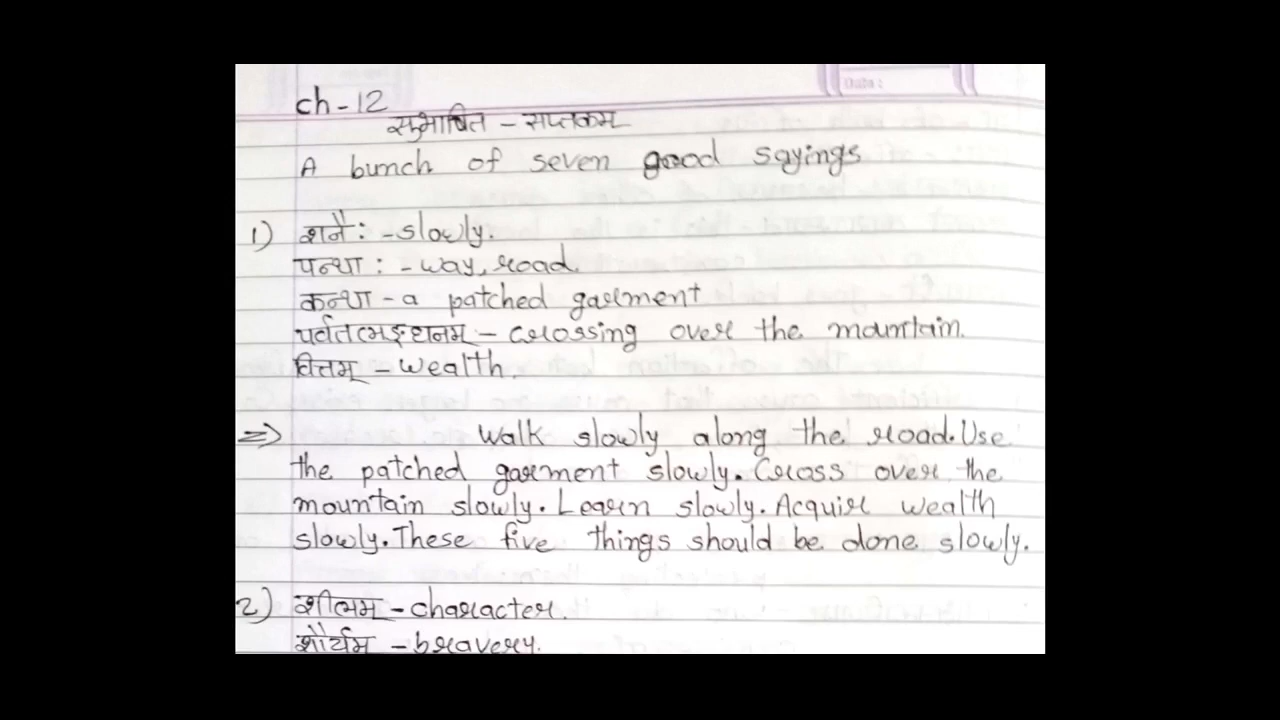 Date:
ch-12
सुभाषित - सप्तकम
A bunch of seven good sayings
1) शनैः - slowly.
पन्थाः - way, road.
कन्था - a patched garment
पर्वतलङ्घनम् - crossing over the mountain.
वित्तम् - wealth.
=> Walk slowly along the road. Use
the patched garment slowly. Cross over the
mountain slowly. Learn slowly. Acquir wealth
slowly. These five things should be done slowly.
2) शीलम - character.
शौर्यम - bravery.